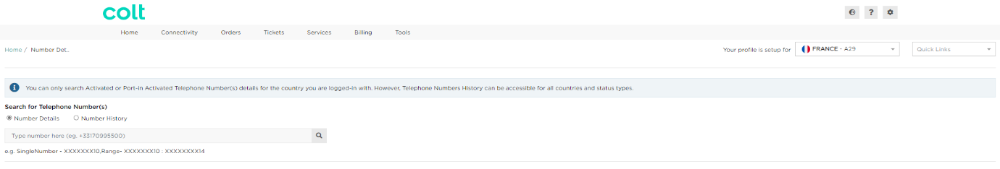 colt
?
Home Connectivity Orders Tickets Services Billing Tools
Home / Number Det..
Your profile is setup for FRANCE - A29 Quick Links
You can only search Activated or Port-in Activated Telephone Number(s) details for the country you are logged-in with. However, Telephone Numbers History can be accessible for all countries and status types.
Search for Telephone Number(s)
Number Details Number History
Type number here (eg. +33170995500)
e.g. SingleNumber - XXXXXXX10,Range- XXXXXXX10 : XXXXXXXX14